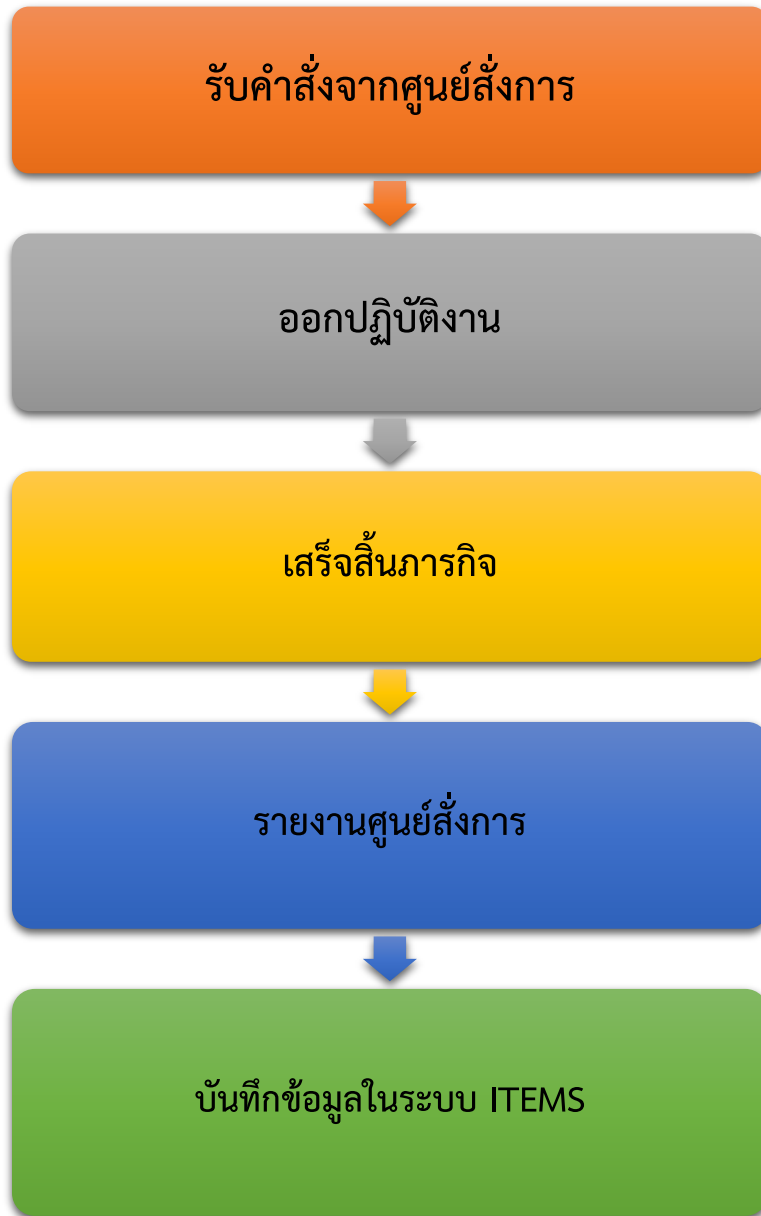 รับคำสั่งจากศูนย์สั่งการ
ออกปฏิบัติงาน
เสร็จสิ้นภารกิจ
รายงานศูนย์สั่งการ
บันทึกข้อมูลในระบบ ITEMS